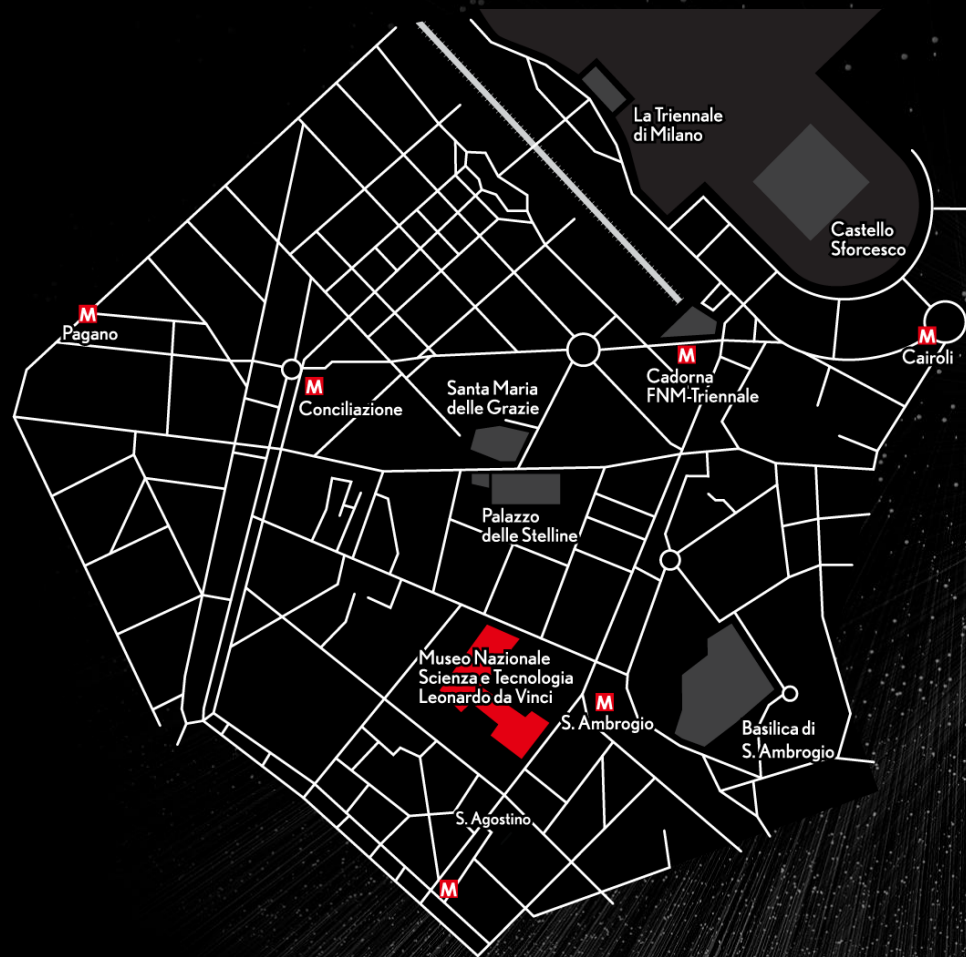 La Triennale
di Milano
Castello
Sforcesco
M
Pagano
M
Cairoli
M
Cadorna
FNM-Triennale
M
Conciliazione
Santa Maria
delle Grazie
Palazzo
delle Stelline
Museo Nazionale
Scienza e Tecnologia
Leonardo da Vinci
M
S. Ambrogio
Basilica di
S. Ambrogio
S. Agostino
M